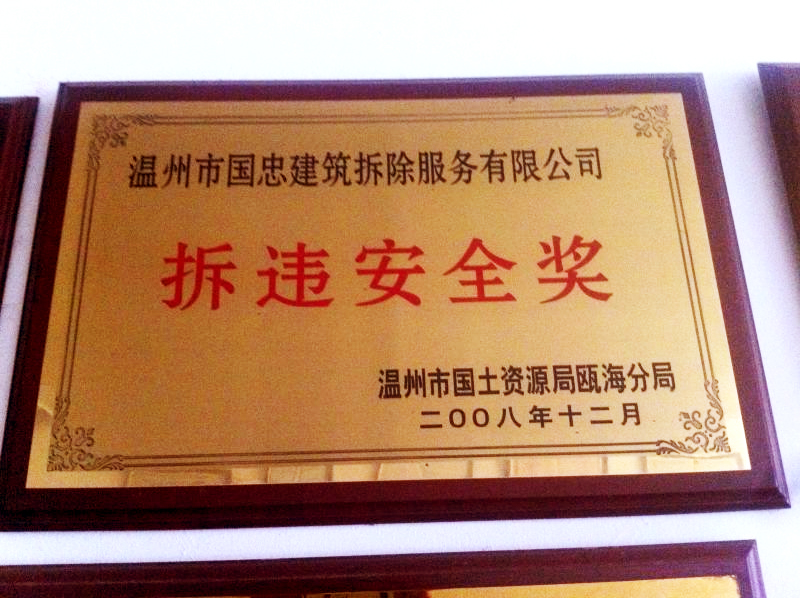 温州市国忠建筑拆除服务有限公司
拆违安全奖
温州市国土资源局瓯海分局
二OO八年十二月